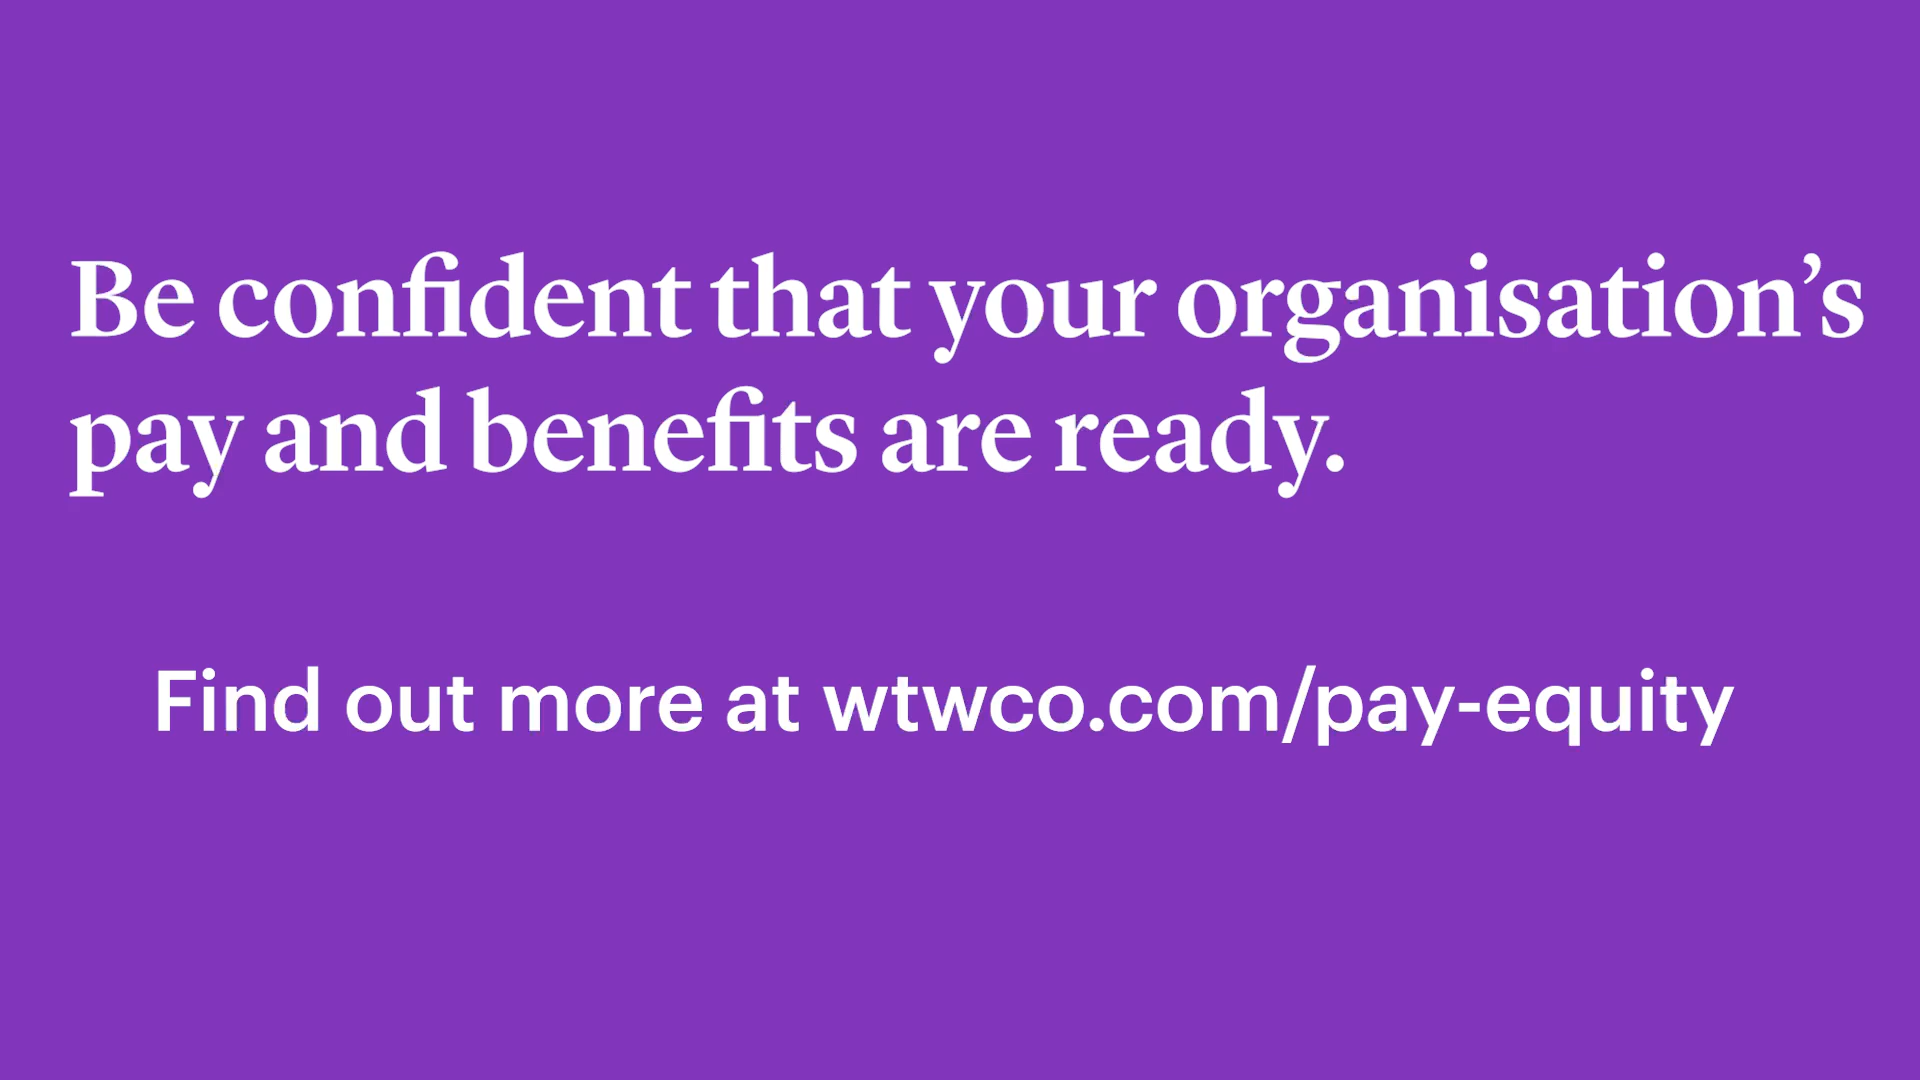 Be confident that your organisation’s
pay and benefits are ready.
Find out more at wtwco.com/pay-equity